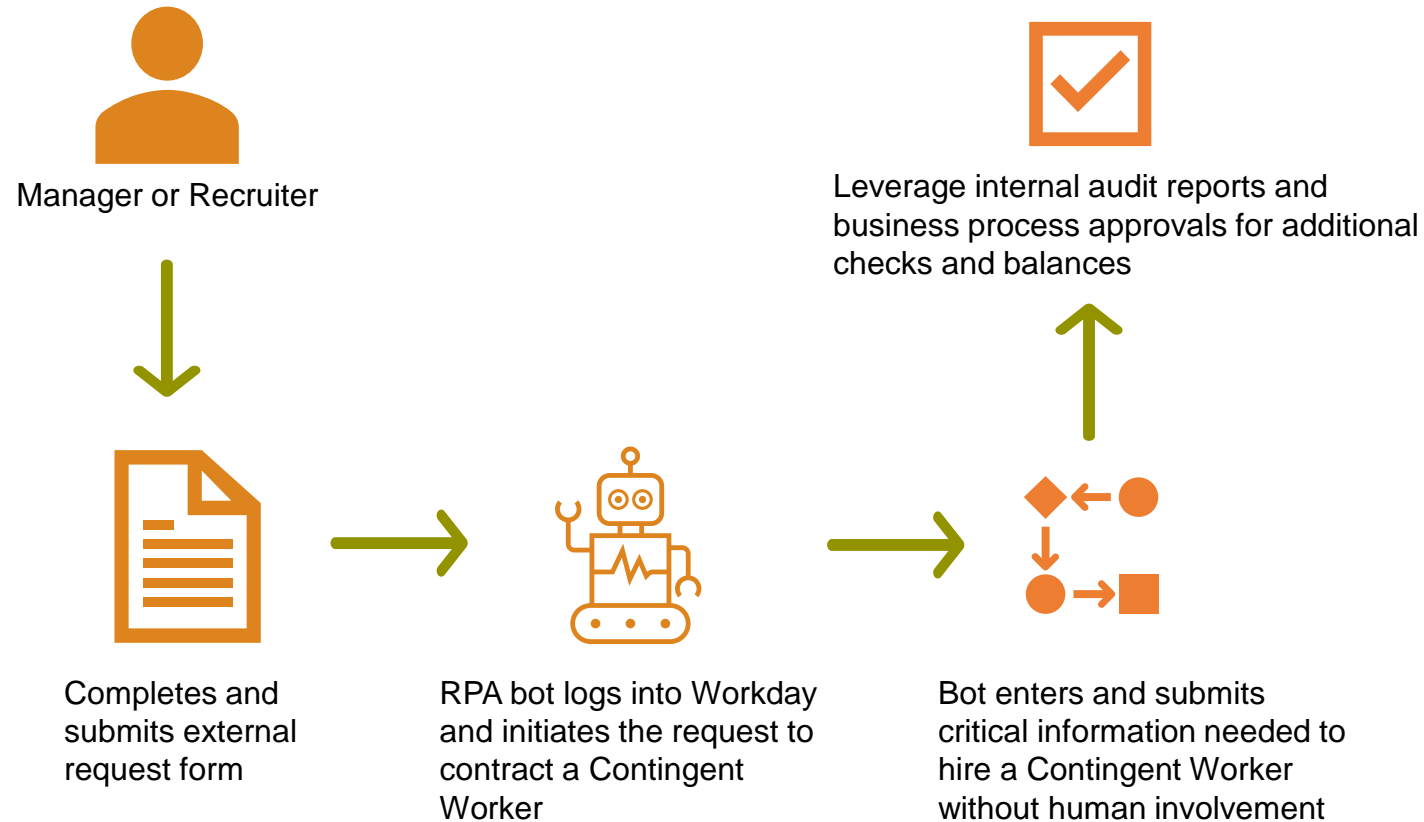 Manager or Recruiter
Completes and
submits external
request form
RPA bot logs into Workday
and initiates the request to
contract a Contingent
Worker
Bot enters and submits
critical information needed to
hire a Contingent Worker
without human involvement
Leverage internal audit reports and
business process approvals for additional
checks and balances